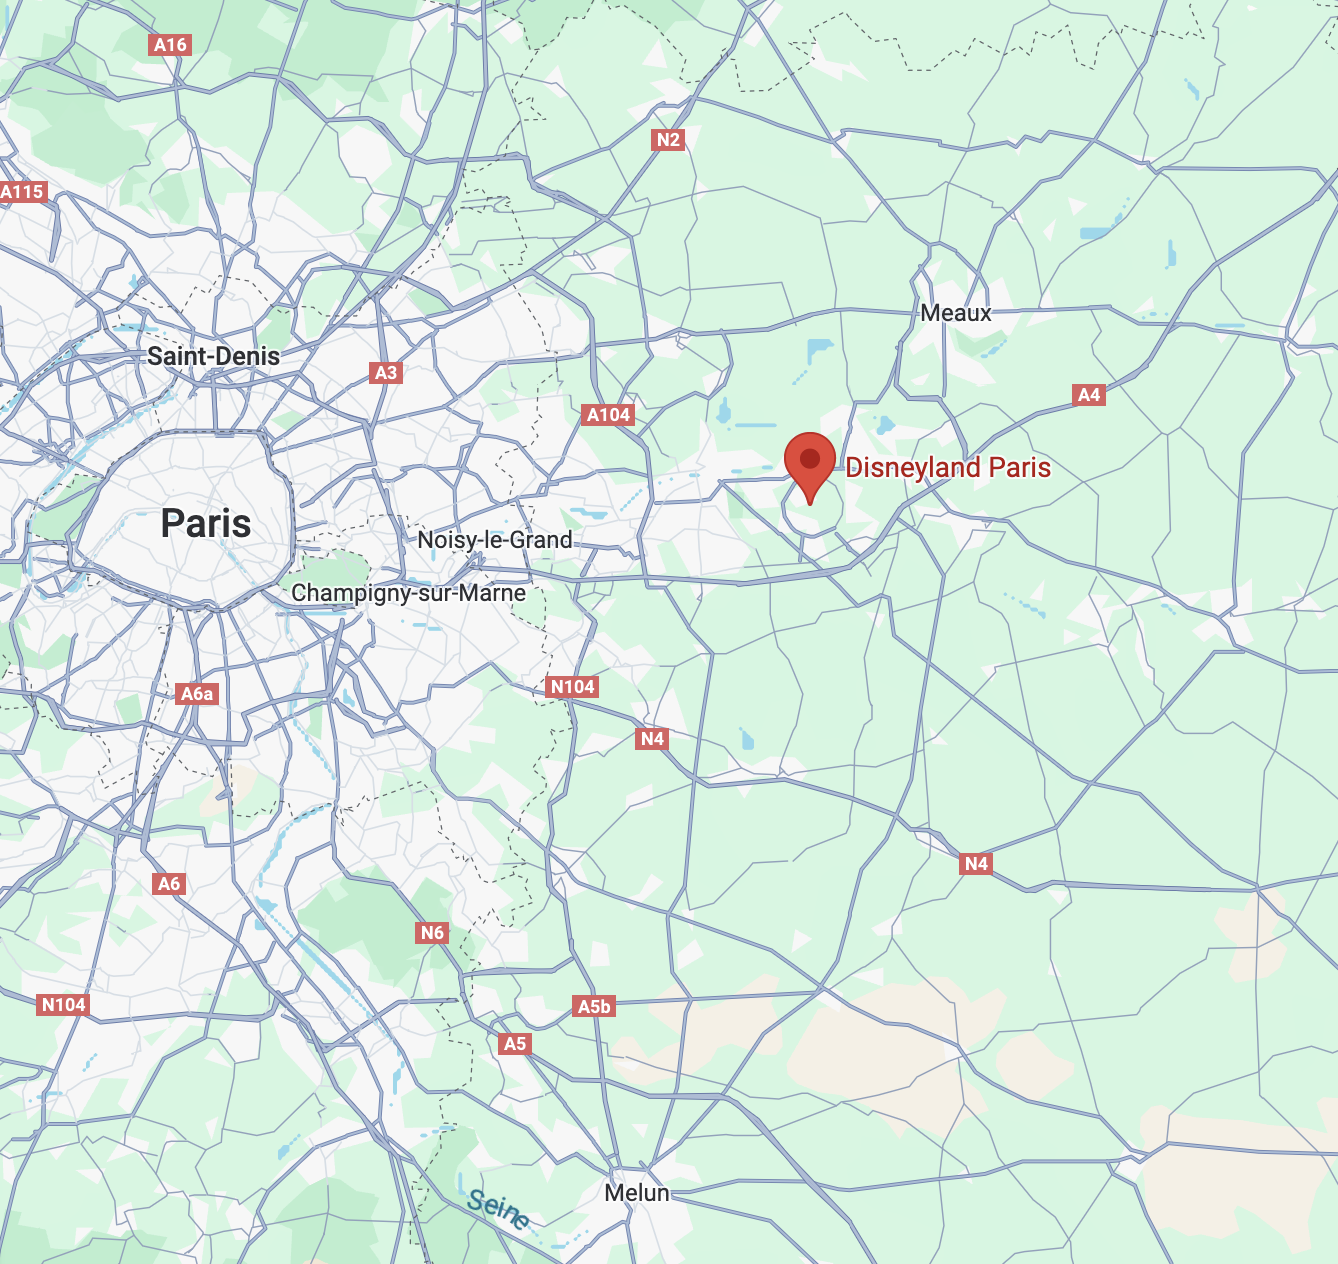 A16
N2
A115
Meaux
Saint-Denis
A3
A4
A104
Disneyland Paris
Paris
Noisy-le-Grand
Champigny-sur-Marne
A6a
N104
N4
N4
A6
N6
N104
A5b
A5
Melun
Seine